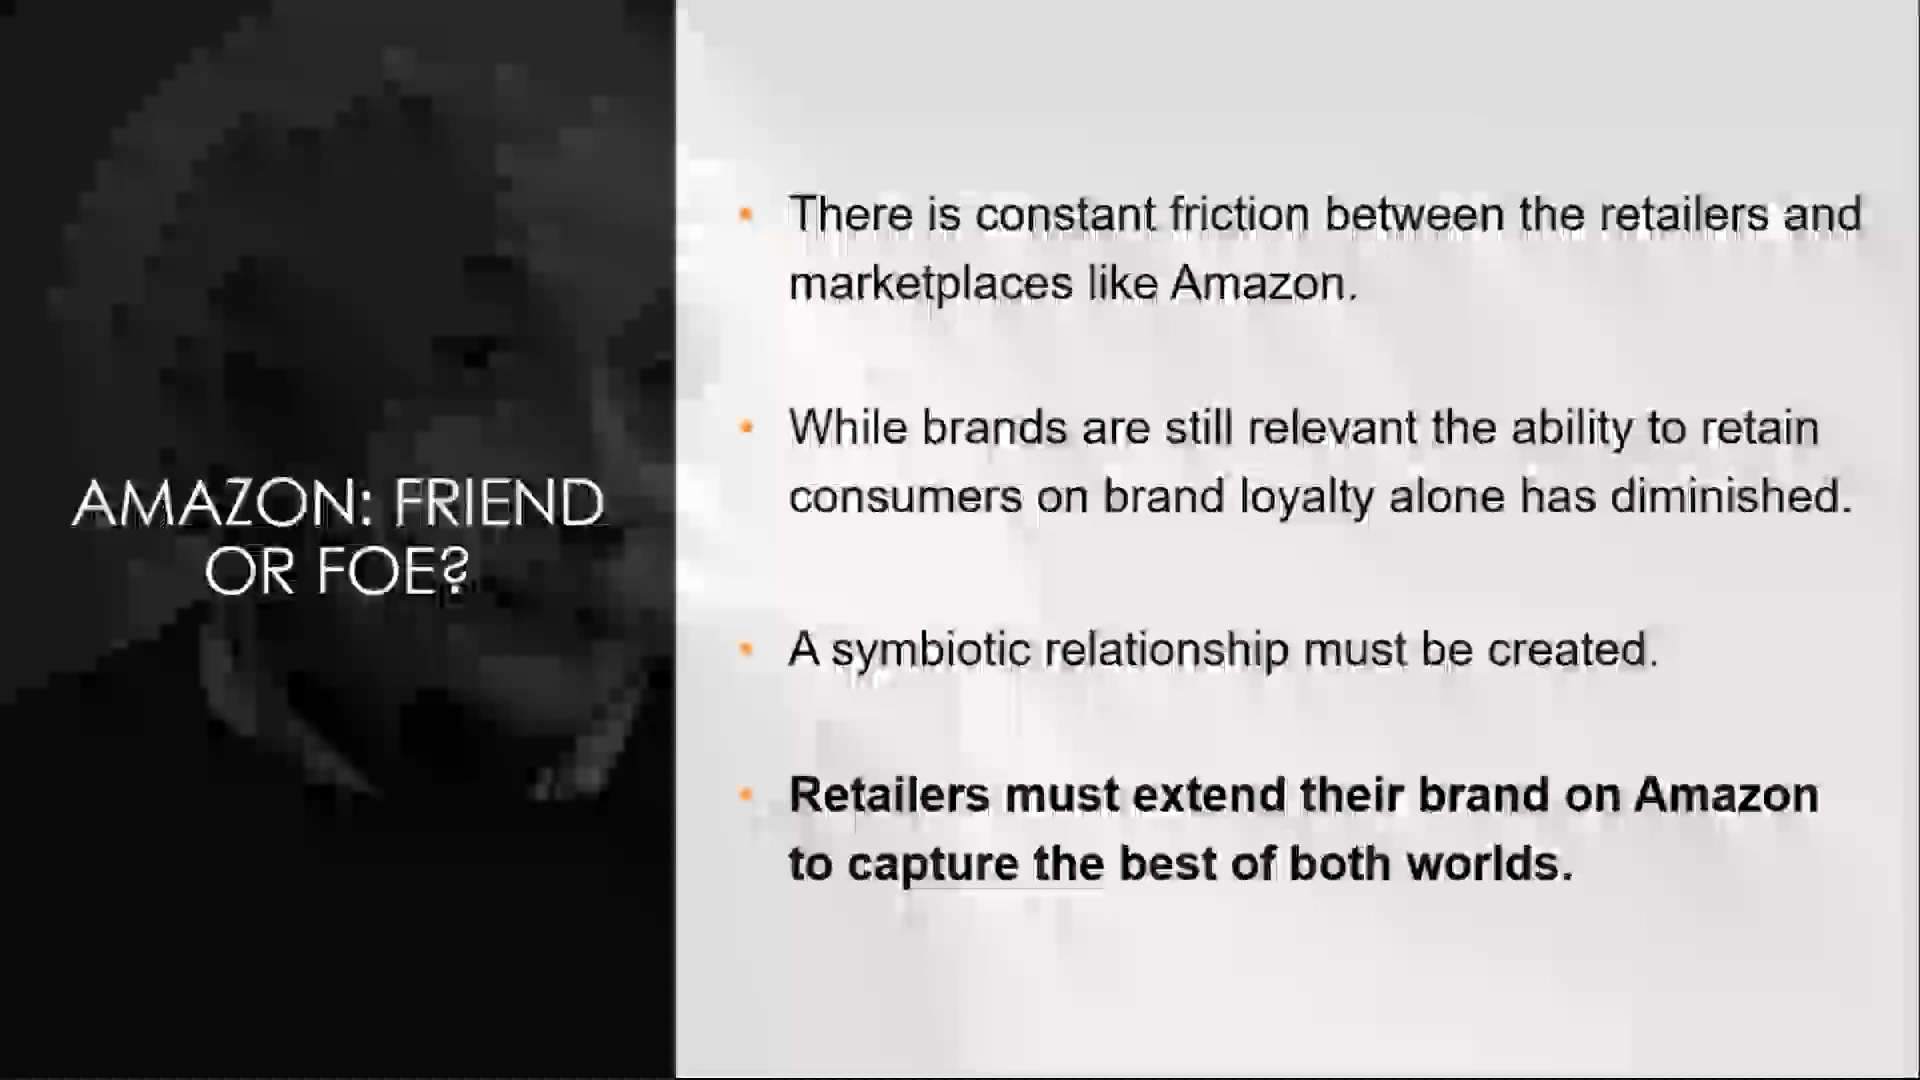 AMAZON: FRIEND
OR FOE?
• There is constant friction between the retailers and
marketplaces like Amazon.
• While brands are still relevant the ability to retain
consumers on brand loyalty alone has diminished.
• A symbiotic relationship must be created.
• Retailers must extend their brand on Amazon
to capture the best of both worlds.